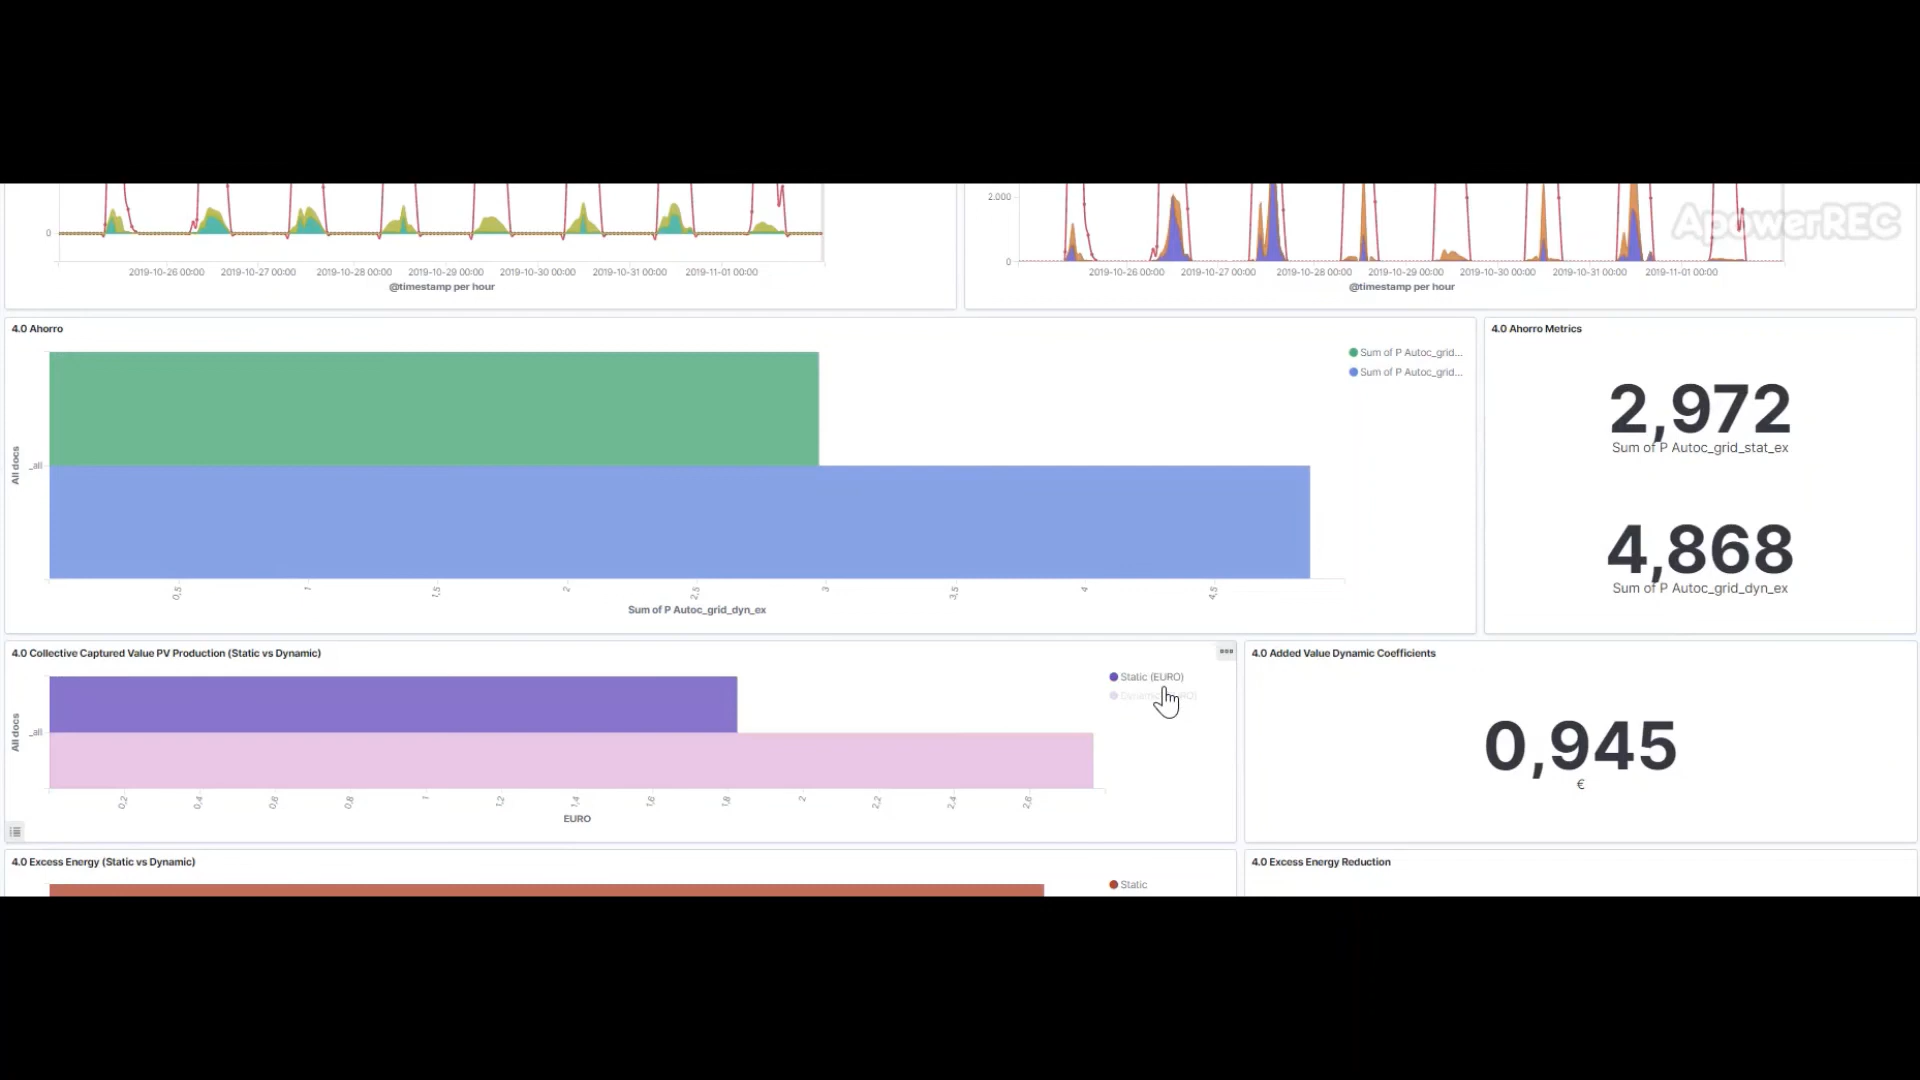 2.000
0
0
ApowerREC
2019-10-26 00:00 2019-10-27 00:00 2019-10-28 00:00 2019-10-29 00:00 2019-10-30 00:00 2019-10-31 00:00 2019-11-01 00:00
@timestamp per hour
2019-10-26 00:00 2019-10-27 00:00 2019-10-28 00:00 2019-10-29 00:00 2019-10-30 00:00 2019-10-31 00:00 2019-11-01 00:00
@timestamp per hour
4.0 Ahorro
Sum of P Autoc_grid...
Sum of P Autoc_grid...
All docs
_all
0,5 1 1,5 2 2,5 3 3,5 4 4,5
Sum of P Autoc_grid_dyn_ex
4.0 Ahorro Metrics
2,972
Sum of P Autoc_grid_stat_ex
4,868
Sum of P Autoc_grid_dyn_ex
4.0 Collective Captured Value PV Production (Static vs Dynamic)
Static (EURO)
All docs
_all
0,2 0,4 0,6 0,8 1 1,2 1,4 1,6 1,8 2 2,2 2,4 2,6
EURO
4.0 Added Value Dynamic Coefficients
0,945
€
4.0 Excess Energy (Static vs Dynamic)
Static
4.0 Excess Energy Reduction